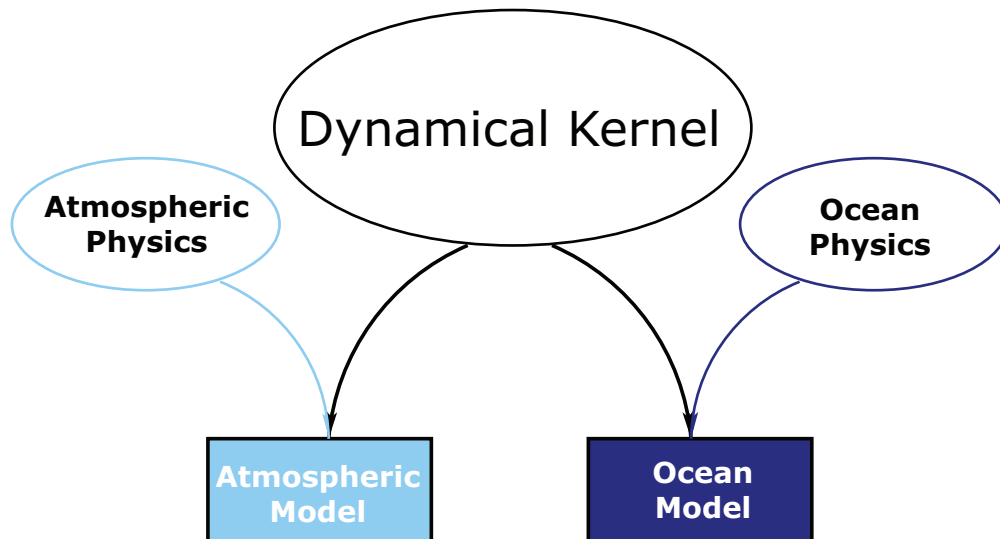 Dynamical Kernel
Atmospheric
Physics
Ocean
Physics
Atmospheric
Model
Ocean
Model